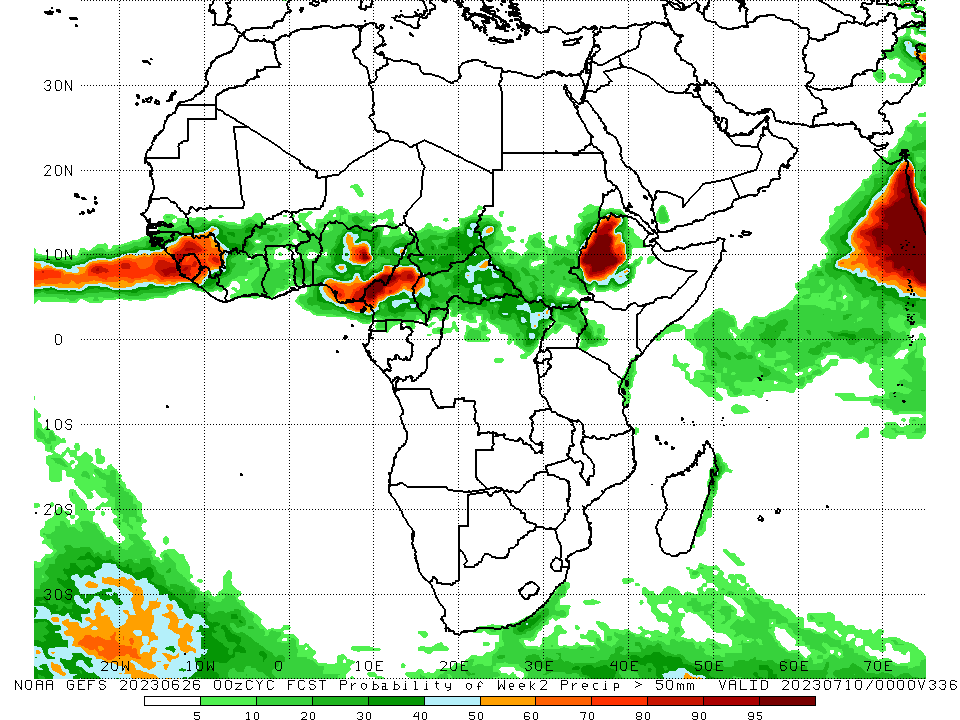 30N
20N
10N
0
10S
20S
30S
20W 10W 0 10E 20E 30E 40E 50E 60E 70E
NOAA GEFS 20230626 00zCYC FCST Probability of Week2 Precip > 50mm VALID 20230710/0000V336
5 10 20 30 40 50 60 70 80 90 95